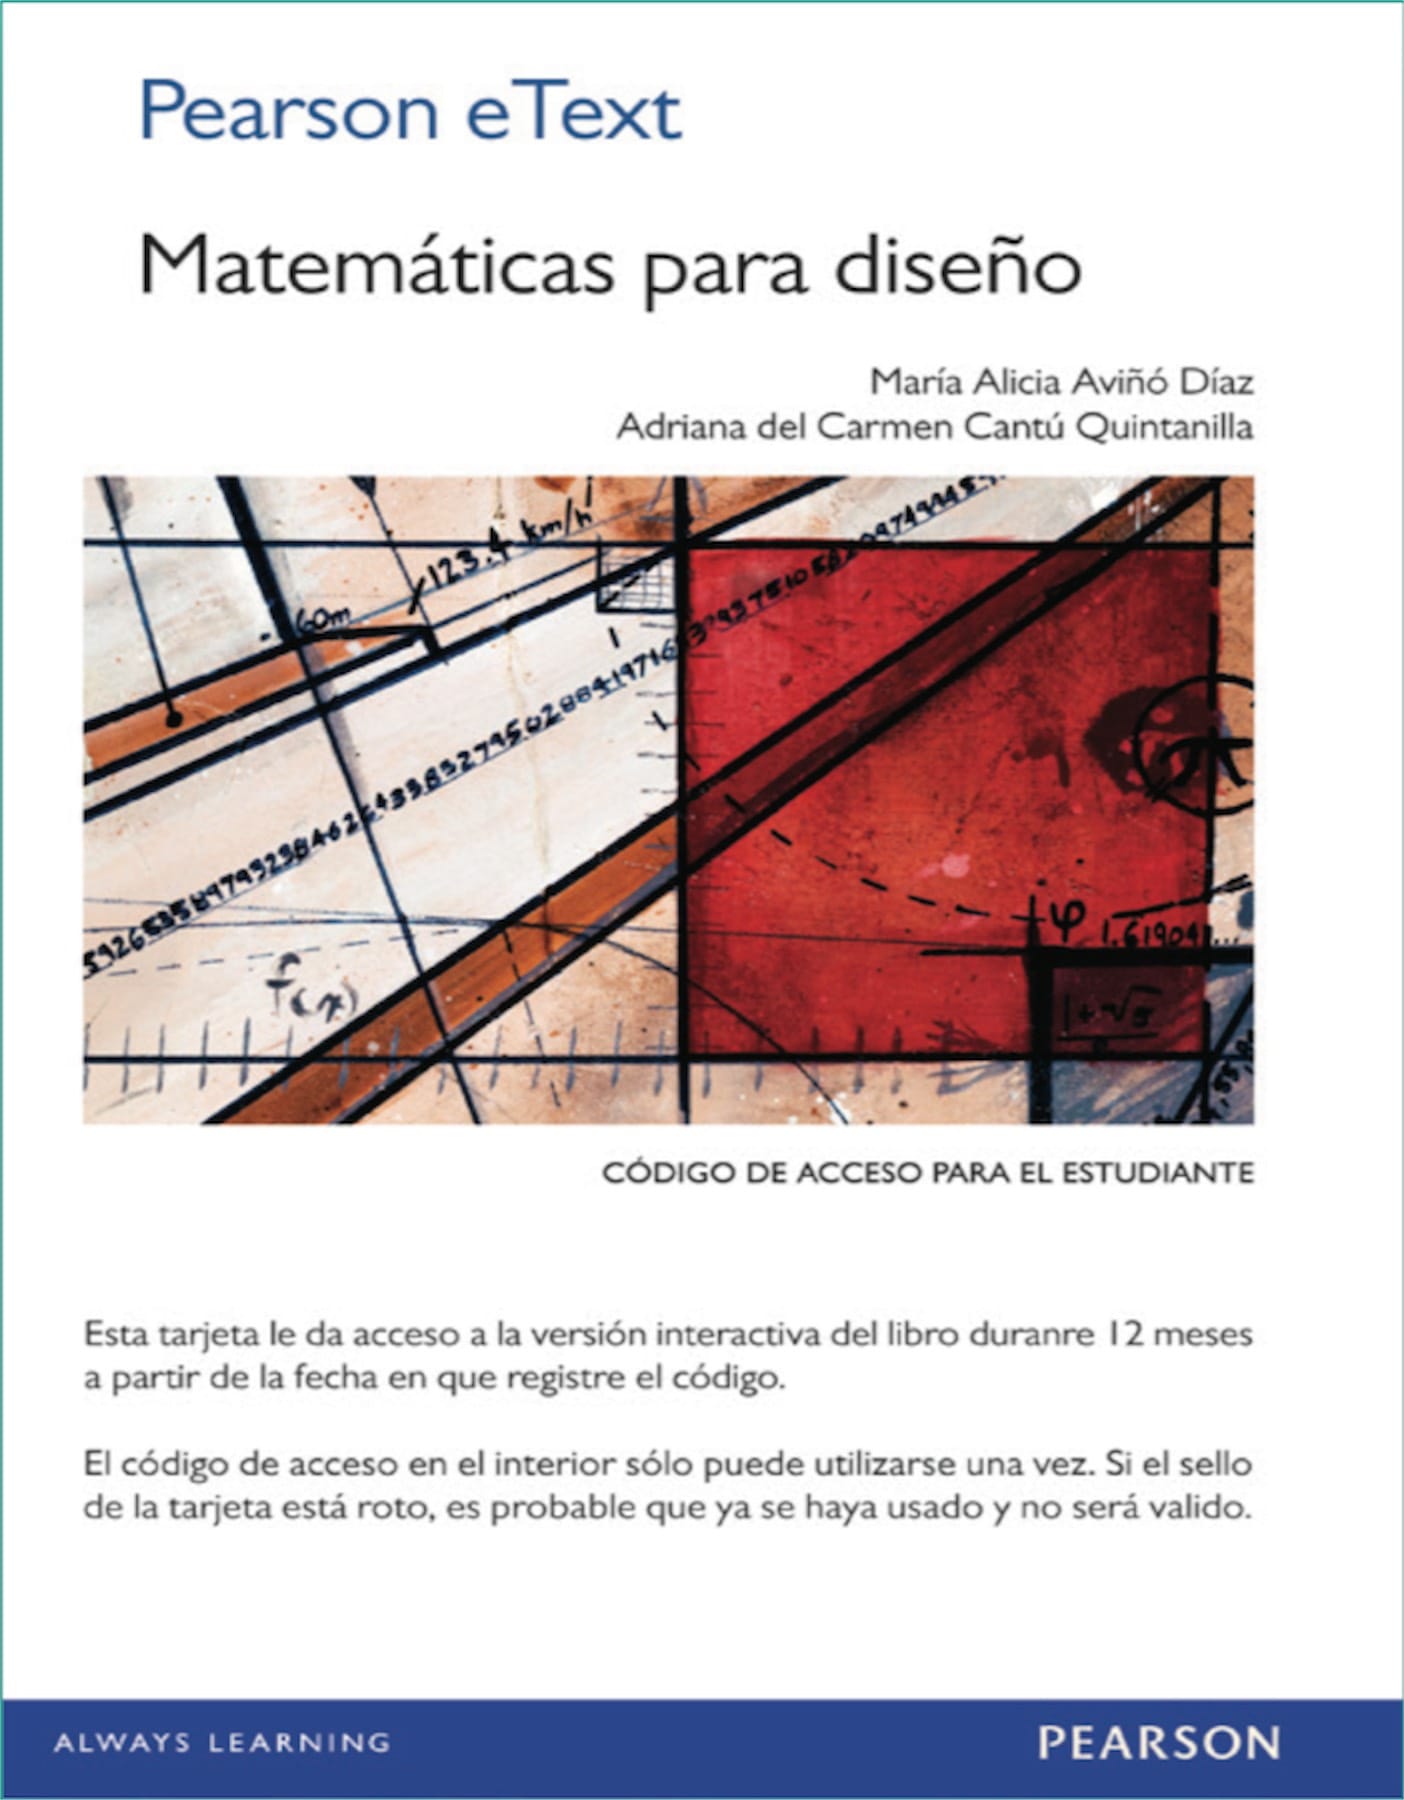 Pearson eText
Matemáticas para diseño
María Alicia Aviñó Díaz
Adriana del Carmen Cantú Quintanilla
123.4 km/h
60m
f(x)
π
φ
1+√5
CÓDIGO DE ACCESO PARA EL ESTUDIANTE
Esta tarjeta le da acceso a la versión interactiva del libro duranre 12 meses
a partir de la fecha en que registre el código.
El código de acceso en el interior sólo puede utilizarse una vez. Si el sello
de la tarjeta está roto, es probable que ya se haya usado y no será valido.
ALWAYS LEARNING
PEARSON